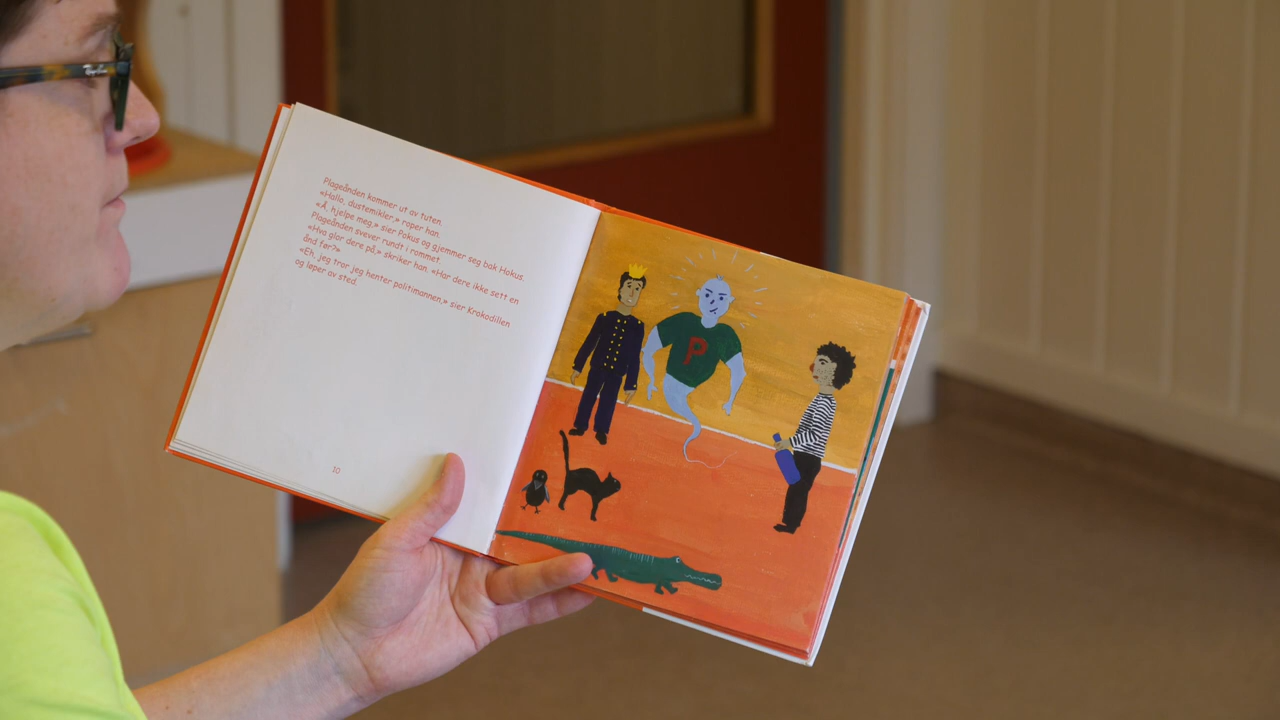 Plageånden kommer ut av tuten.
«Hallo, dustemikler,» roper han.
«Å, hjelpe meg,» sier Pokus og gjemmer seg bak Hokus.
Plageånden svever rundt i rommet.
«Hva glor dere på,» skriker han. «Har dere ikke sett en
ånd før?»
«Eh, jeg tror jeg henter politimannen,» sier Krokodillen
og løper av sted.
10
P